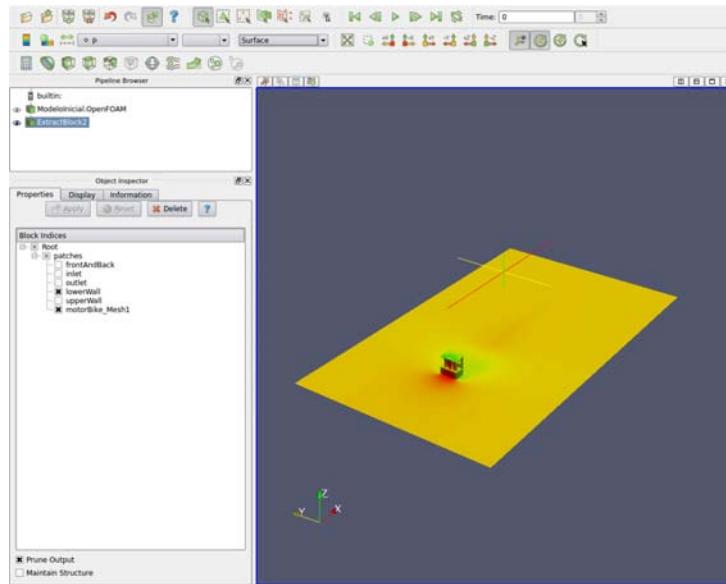 Time: 0
p
Surface
Pipeline Browser
builtin:
ModeloInicial.OpenFOAM
ExtractBlock2
Object Inspector
Properties Display Information
Apply Reset Delete ?
Block Indices
Root
patches
frontAndBack
inlet
outlet
lowerWall
upperWall
motorBike_Mesh1
Z
Y X
Prune Output
Maintain Structure